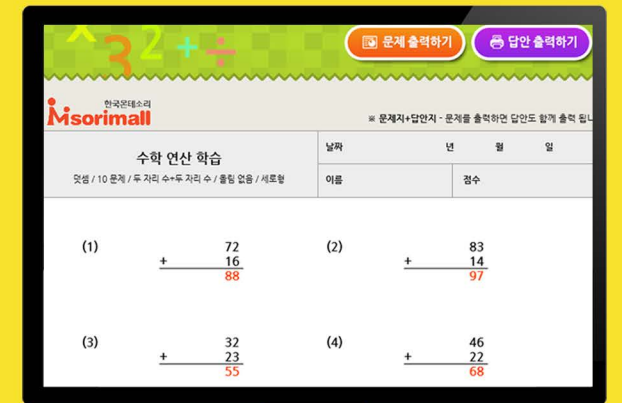 3 2 + ÷
문제 출력하기
답안 출력하기
한국몬테소리
Msorimall
※ 문제지+답안지 - 문제를 출력하면 답안도 함께 출력 됩니
수학 연산 학습
덧셈 / 10 문제 / 두 자리 수+두 자리 수 / 올림 없음 / 세로형
날짜 년 월 일
이름 점수
(1) 72
+ 16
88
(2) 83
+ 14
97
(3) 32
+ 23
55
(4) 46
+ 22
68